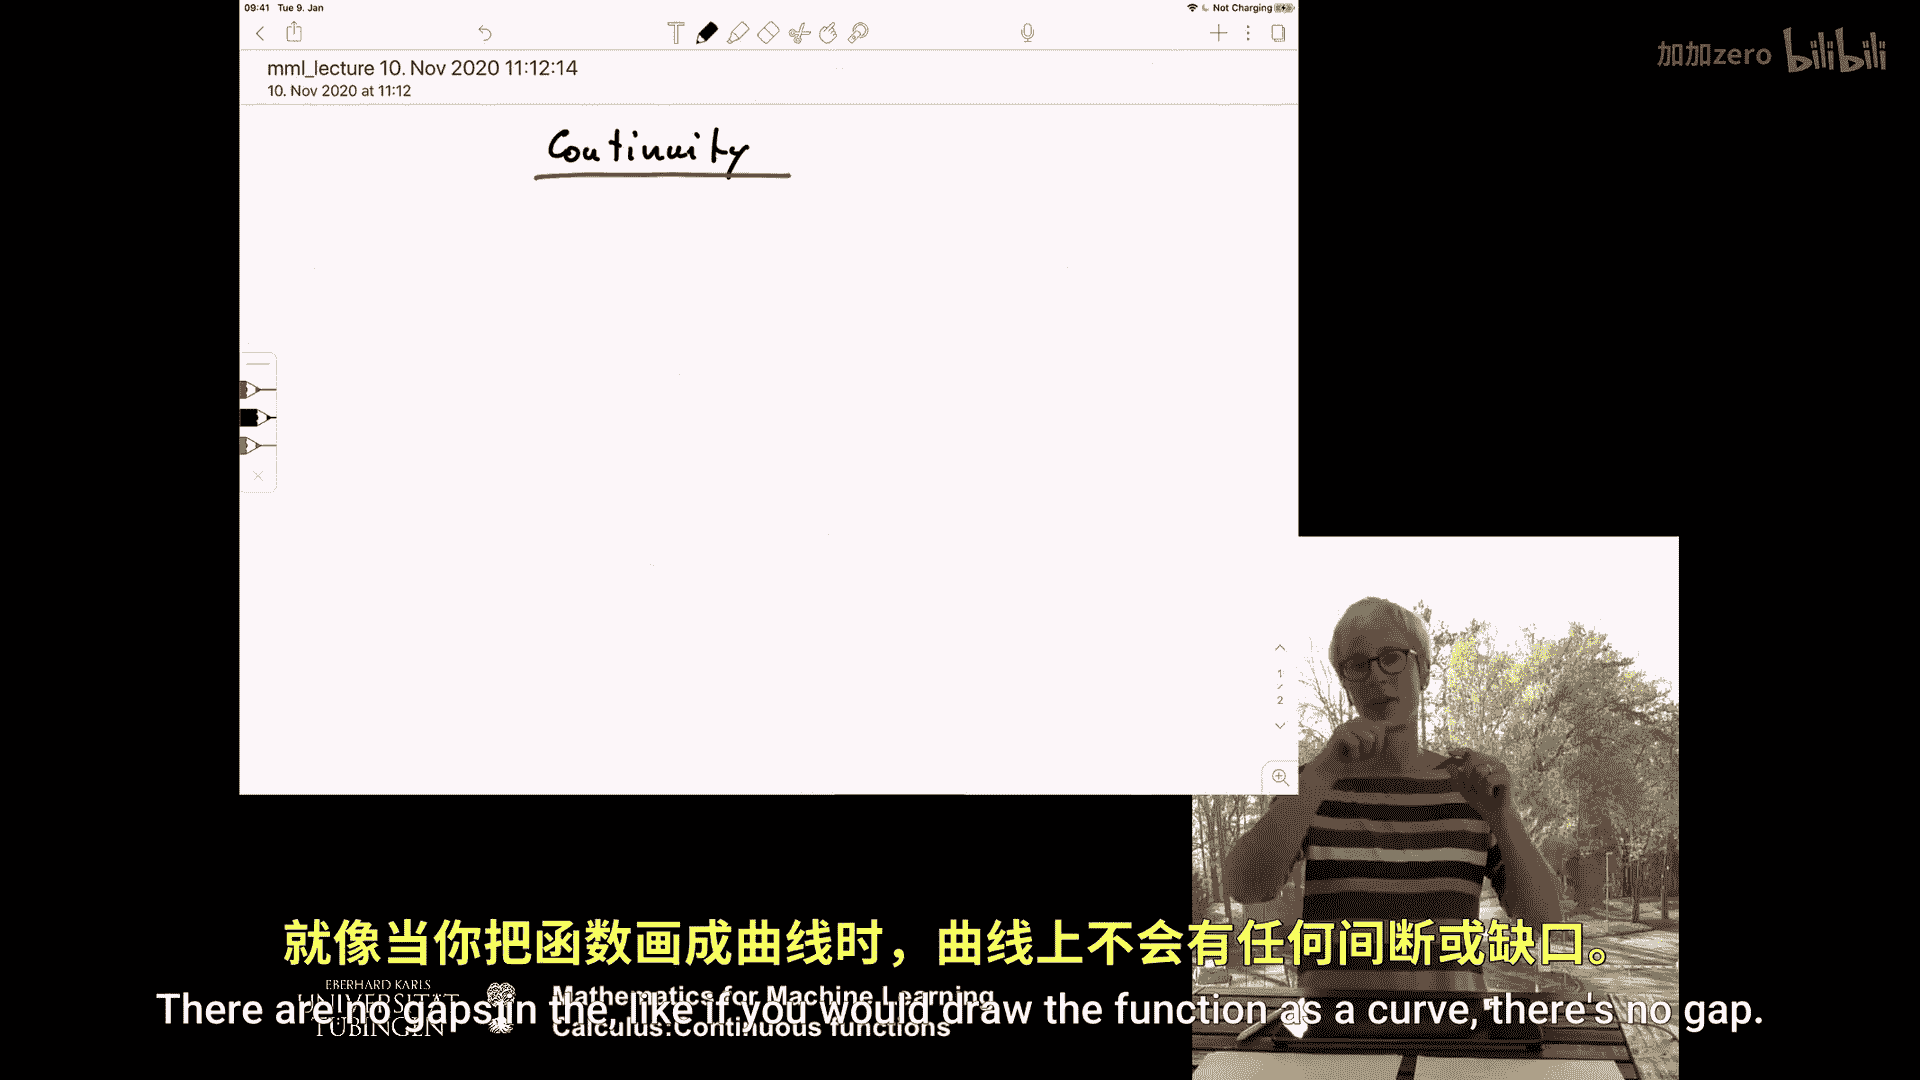 09:41 Tue 9. Jan
Not Charging
加加zero bilibili
mml_lecture 10. Nov 2020 11:12:14
10. Nov 2020 at 11:12
Continuity
1
/
2
就像当你把函数画成曲线时，曲线上不会有任何间断或缺口。
EBERHARD KARLS
UNIVERSITÄT
TÜBINGEN
Mathematics for Machine Learning
Calculus:Continuous functions
There are no gaps in the, like if you would draw the function as a curve, there's no gap.